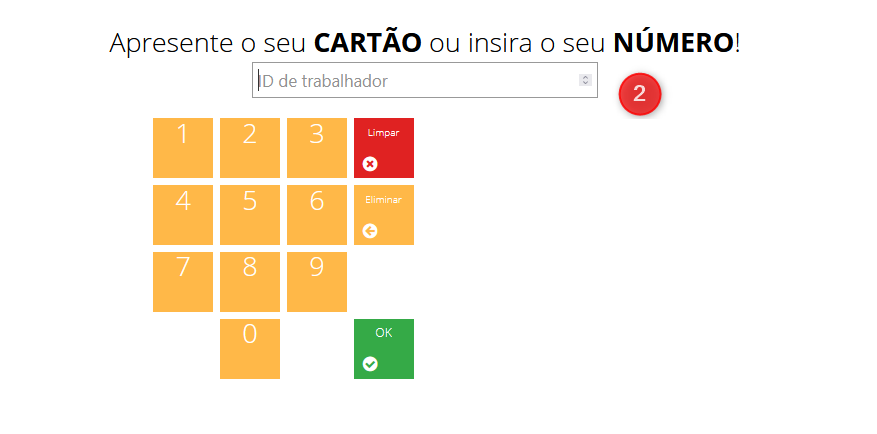 Apresente o seu CARTÃO ou insira o seu NÚMERO!
ID de trabalhador
2
1 2 3 Limpar
4 5 6 Eliminar
7 8 9
0 OK